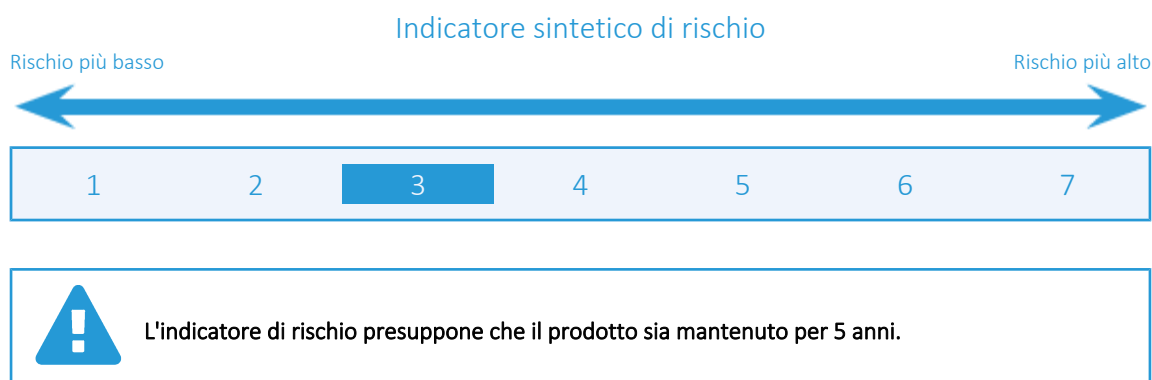 Indicatore sintetico di rischio
Rischio più basso Rischio più alto
1 2 3 4 5 6 7
L'indicatore di rischio presuppone che il prodotto sia mantenuto per 5 anni.